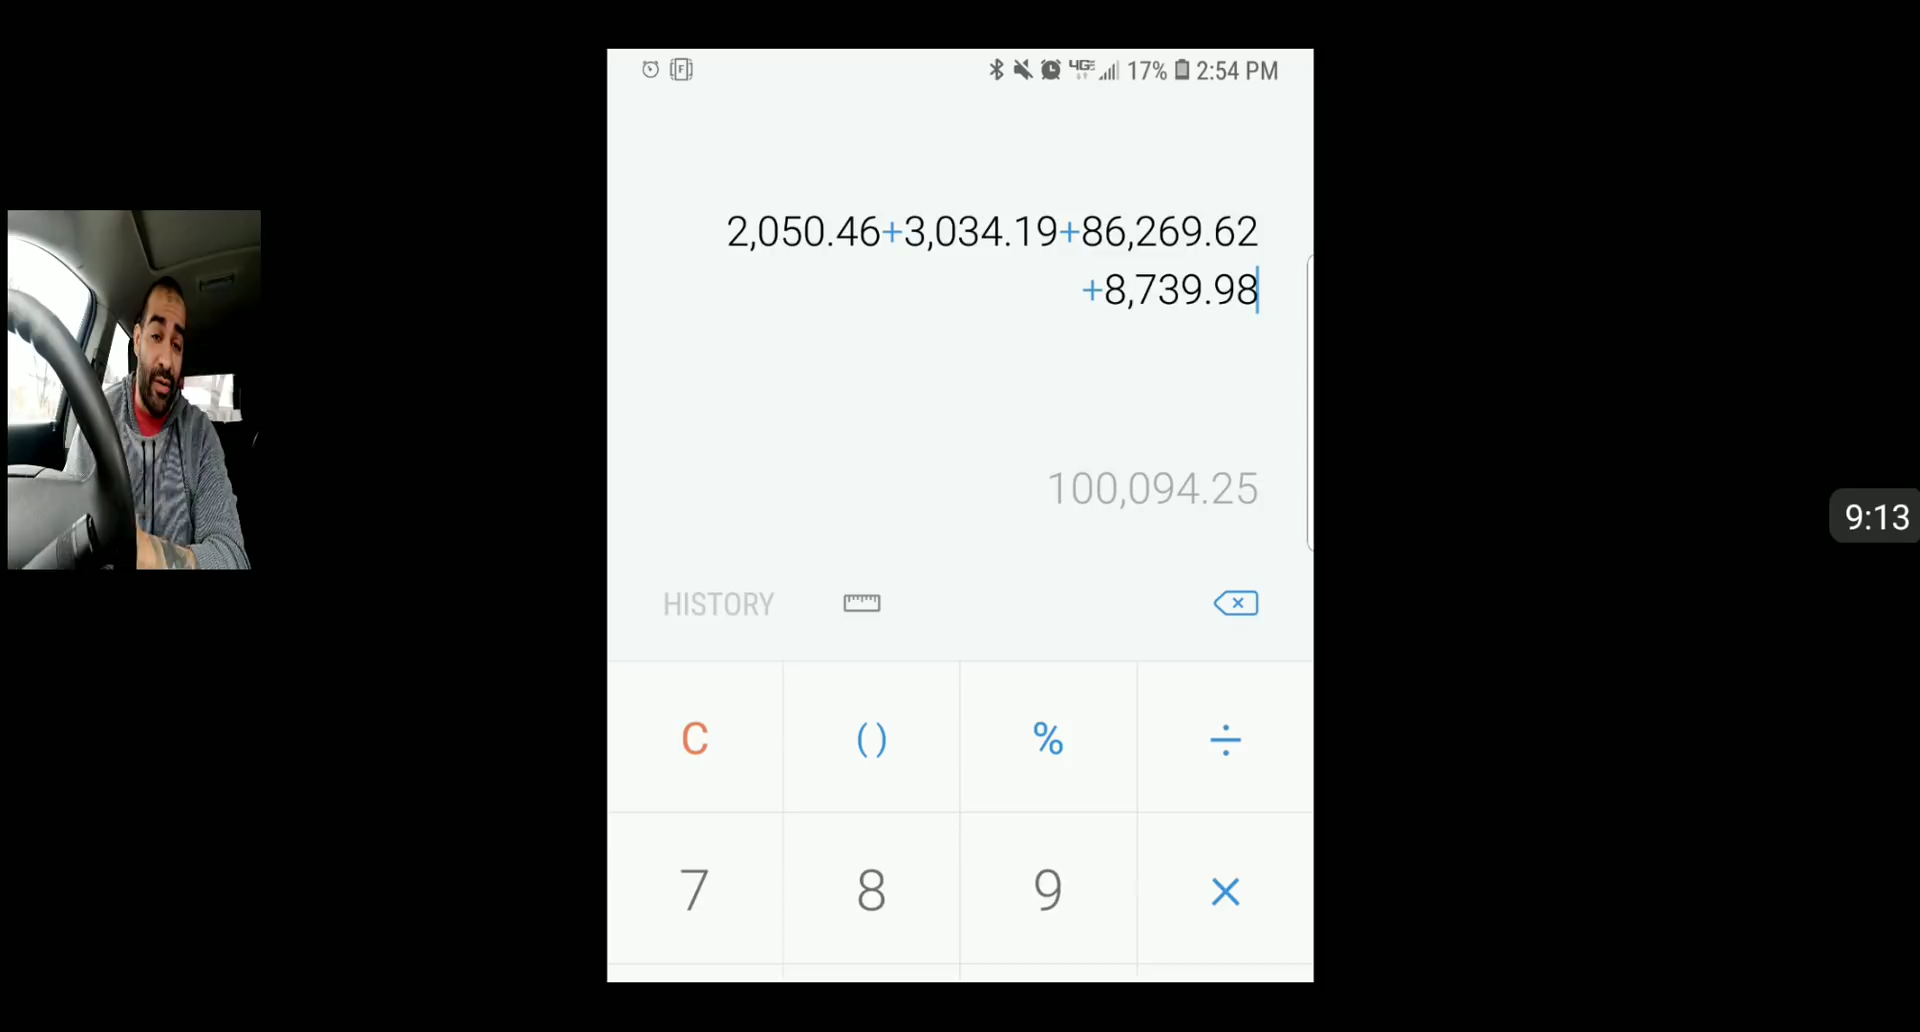 4GE 17% 2:54 PM
2,050.46+3,034.19+86,269.62
+8,739.98
100,094.25
HISTORY
C () % ÷
7 8 9 ×
9:13